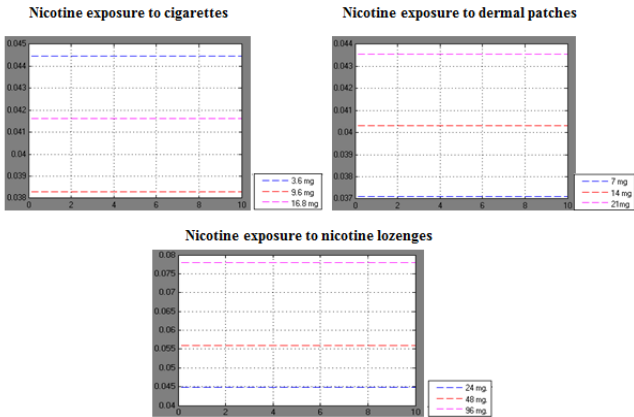 Nicotine exposure to cigarettes
0.045
0.044
0.043
0.042
0.041
0.04
0.039
0.038
0 2 4 6 8 10
3.6 mg
9.6 mg
16.8 mg
Nicotine exposure to dermal patches
0.044
0.043
0.042
0.041
0.04
0.039
0.038
0.037
0 2 4 6 8 10
7 mg
14 mg
21mg
Nicotine exposure to nicotine lozenges
0.08
0.075
0.07
0.065
0.06
0.055
0.05
0.045
0.04
0 2 4 6 8 10
24 mg.
48 mg.
96 mg.